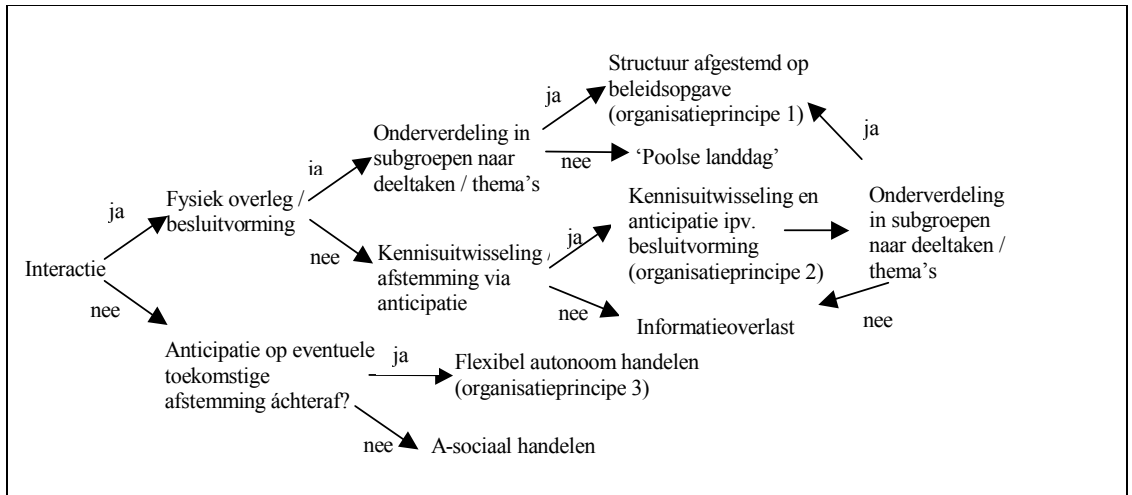 Structuur afgestemd op
beleidsopgave
(organisatieprincipe 1)
ja
ja
Onderverdeling in
subgroepen naar
deeltaken / thema's
nee
'Poolse landdag'
ja
Fysiek overleg /
besluitvorming
ja
Kennisuitwisseling en
anticipatie ipv.
besluitvorming
(organisatieprincipe 2)
Onderverdeling
in subgroepen
naar deeltaken /
thema's
ja
nee
Kennisuitwisseling /
afstemming via
anticipatie
ja
Interactie
nee
nee
Informatieoverlast
nee
Anticipatie op eventuele
toekomstige
afstemming áchteraf?
ja
Flexibel autonoom handelen
(organisatieprincipe 3)
nee
A-sociaal handelen